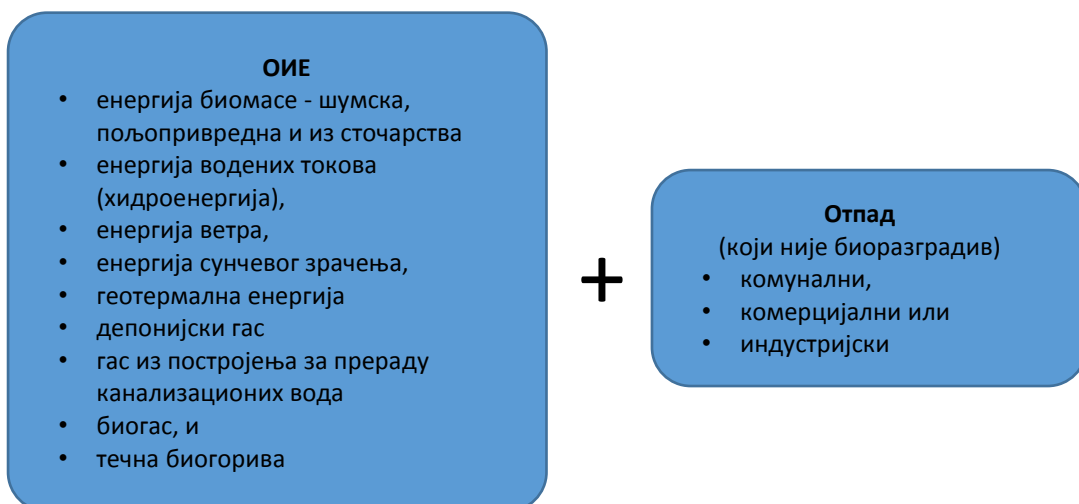 ОИЕ
• енергија биомасе - шумска,
пољопривредна и из сточарства
• енергија водених токова
(хидроенергија),
• енергија ветра,
• енергија сунчевог зрачења,
• геотермална енергија
• депонијски гас
• гас из постројења за прераду
канализационих вода
• биогас, и
• течна биогорива
+
Отпад
(који није биоразградив)
• комунални,
• комерцијални или
• индустријски